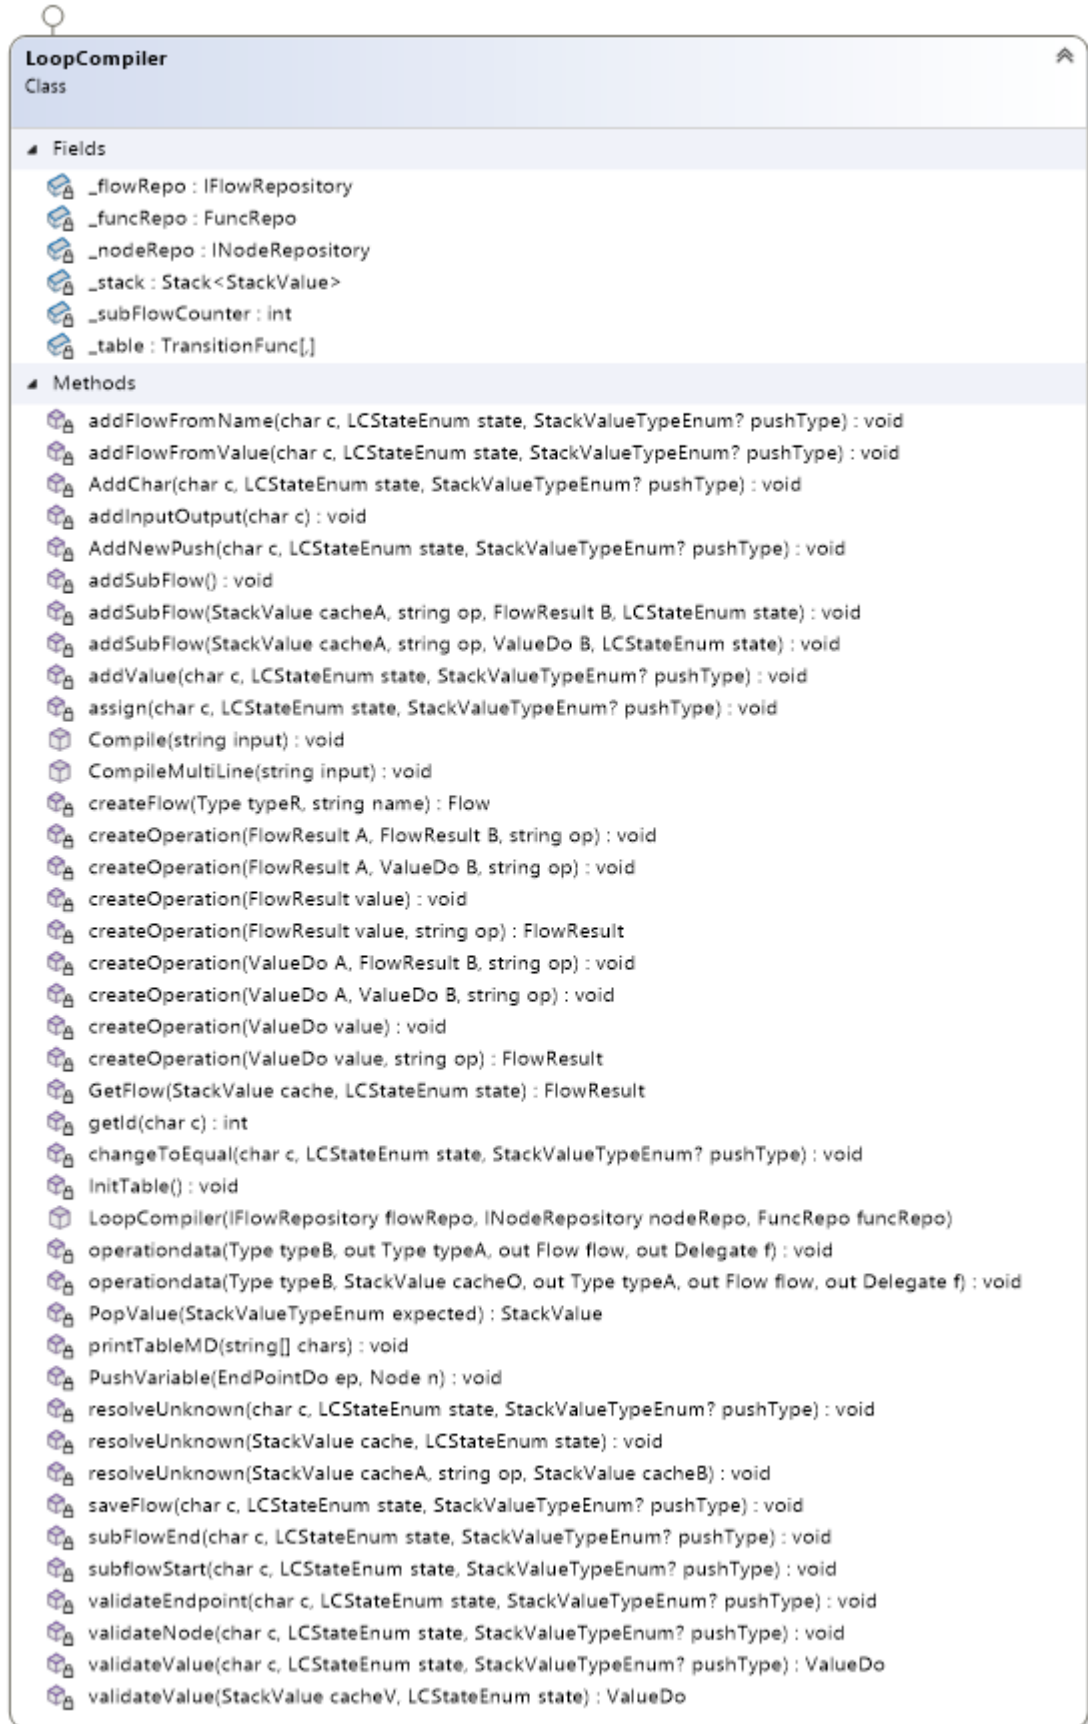 LoopCompiler
Class
Fields
_flowRepo : IFlowRepository
_funcRepo : FuncRepo
_nodeRepo : INodeRepository
_stack : Stack<StackValue>
_subFlowCounter : int
_table : TransitionFunc[,]
Methods
addFlowFromName(char c, LCStateEnum state, StackValueTypeEnum? pushType) : void
addFlowFromValue(char c, LCStateEnum state, StackValueTypeEnum? pushType) : void
AddChar(char c, LCStateEnum state, StackValueTypeEnum? pushType) : void
addInputOutput(char c) : void
AddNewPush(char c, LCStateEnum state, StackValueTypeEnum? pushType) : void
addSubFlow() : void
addSubFlow(StackValue cacheA, string op, FlowResult B, LCStateEnum state) : void
addSubFlow(StackValue cacheA, string op, ValueDo B, LCStateEnum state) : void
addValue(char c, LCStateEnum state, StackValueTypeEnum? pushType) : void
assign(char c, LCStateEnum state, StackValueTypeEnum? pushType) : void
Compile(string input) : void
CompileMultiLine(string input) : void
createFlow(Type typeR, string name) : Flow
createOperation(FlowResult A, FlowResult B, string op) : void
createOperation(FlowResult A, ValueDo B, string op) : void
createOperation(FlowResult value) : void
createOperation(FlowResult value, string op) : FlowResult
createOperation(ValueDo A, FlowResult B, string op) : void
createOperation(ValueDo A, ValueDo B, string op) : void
createOperation(ValueDo value) : void
createOperation(ValueDo value, string op) : FlowResult
GetFlow(StackValue cache, LCStateEnum state) : FlowResult
getId(char c) : int
changeToEqual(char c, LCStateEnum state, StackValueTypeEnum? pushType) : void
InitTable() : void
LoopCompiler(IFlowRepository flowRepo, INodeRepository nodeRepo, FuncRepo funcRepo)
operationdata(Type typeB, out Type typeA, out Flow flow, out Delegate f) : void
operationdata(Type typeB, StackValue cacheO, out Type typeA, out Flow flow, out Delegate f) : void
PopValue(StackValueTypeEnum expected) : StackValue
printTableMD(string[] chars) : void
PushVariable(EndPointDo ep, Node n) : void
resolveUnknown(char c, LCStateEnum state, StackValueTypeEnum? pushType) : void
resolveUnknown(StackValue cache, LCStateEnum state) : void
resolveUnknown(StackValue cacheA, string op, StackValue cacheB) : void
saveFlow(char c, LCStateEnum state, StackValueTypeEnum? pushType) : void
subFlowEnd(char c, LCStateEnum state, StackValueTypeEnum? pushType) : void
subflowStart(char c, LCStateEnum state, StackValueTypeEnum? pushType) : void
validateEndpoint(char c, LCStateEnum state, StackValueTypeEnum? pushType) : void
validateNode(char c, LCStateEnum state, StackValueTypeEnum? pushType) : void
validateValue(char c, LCStateEnum state, StackValueTypeEnum? pushType) : ValueDo
validateValue(StackValue cacheV, LCStateEnum state) : ValueDo